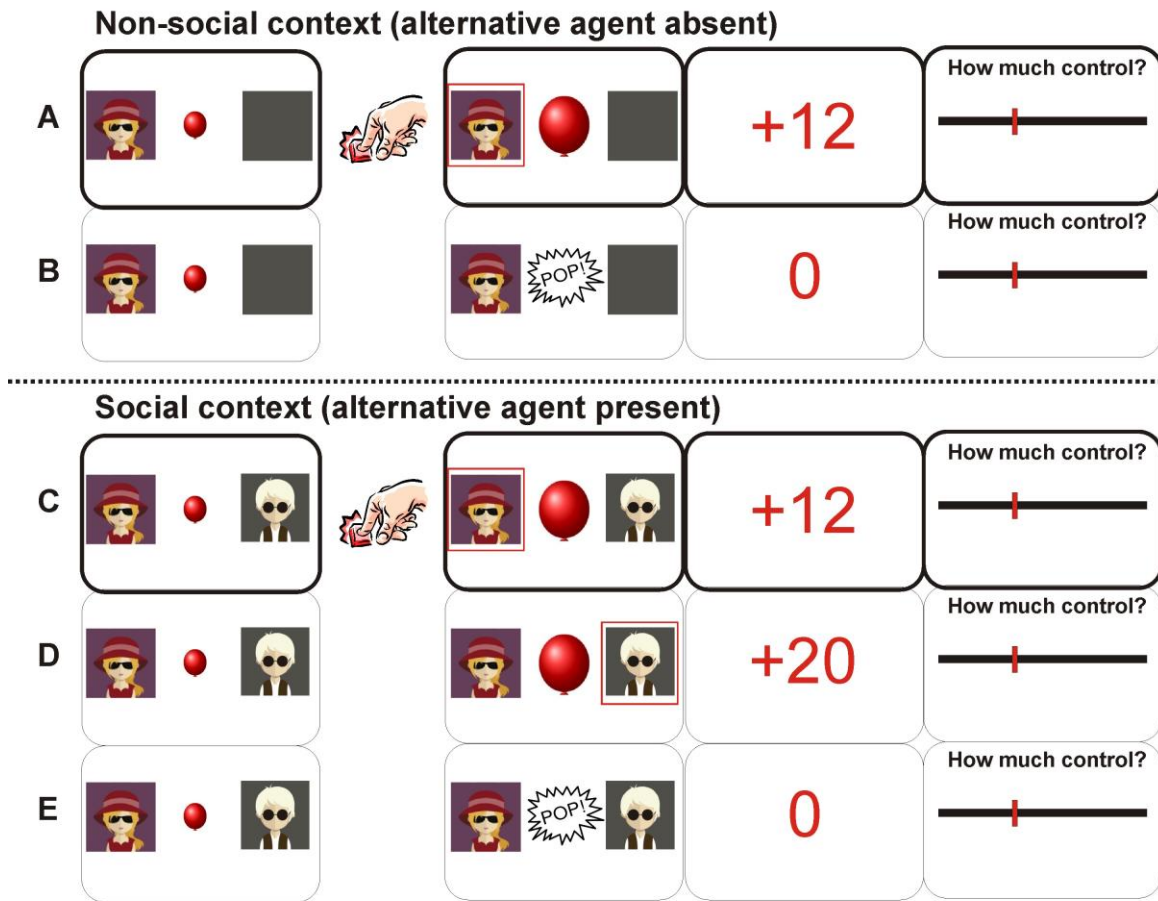 Non-social context (alternative agent absent)
A
+12
How much control?
B
POP!
0
How much control?
Social context (alternative agent present)
C
+12
How much control?
D
+20
How much control?
E
POP!
0
How much control?